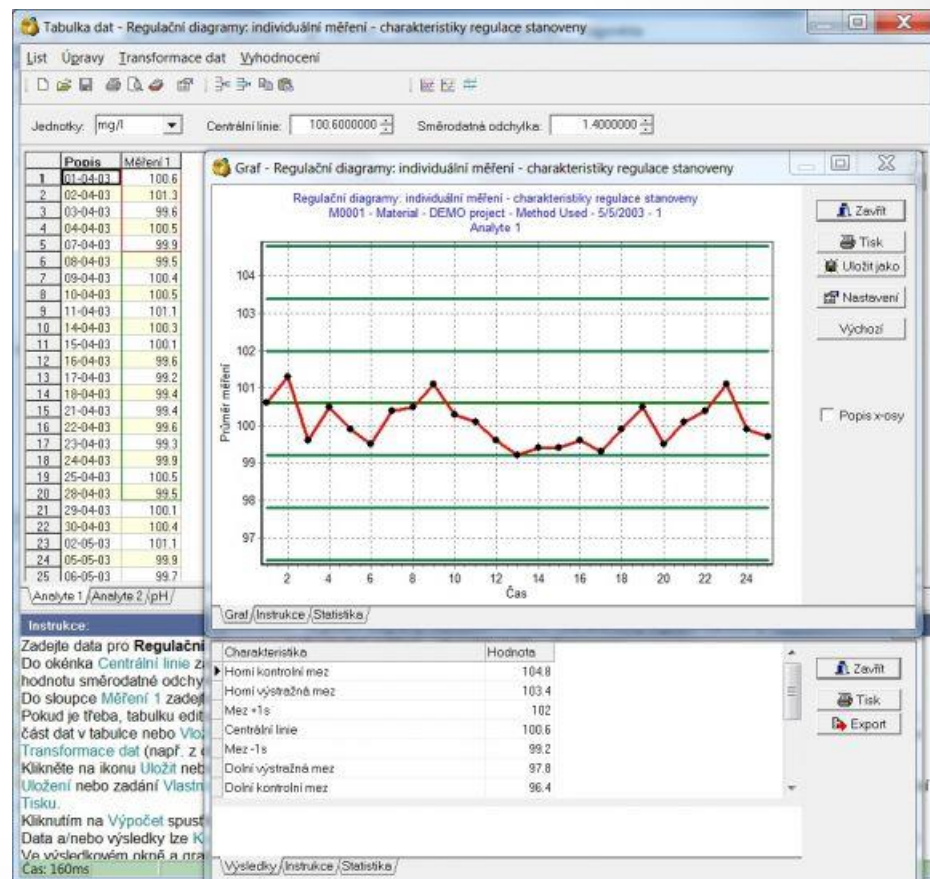 Tabulka dat - Regulační diagramy: individuální měření - charakteristiky regulace stanoveny
List Úpravy Transformace dat Vyhodnocení
Jednotky: mg/l Centrální linie: 100.6000000 Směrodatná odchylka: 1.4000000
Popis Měření 1
1 01-04-03 100.6
2 02-04-03 101.3
3 03-04-03 99.6
4 04-04-03 100.5
5 07-04-03 99.9
6 08-04-03 99.5
7 09-04-03 100.4
8 10-04-03 100.5
9 11-04-03 101.1
10 14-04-03 100.3
11 15-04-03 100.1
12 16-04-03 99.6
13 17-04-03 99.2
14 18-04-03 99.4
15 21-04-03 99.4
16 22-04-03 99.6
17 23-04-03 99.3
18 24-04-03 99.9
19 25-04-03 100.5
20 28-04-03 99.5
21 29-04-03 100.1
22 30-04-03 100.4
23 02-05-03 101.1
24 05-05-03 99.9
25 06-05-03 99.7
Analyte 1 Analyte 2 pH
Graf - Regulační diagramy: individuální měření - charakteristiky regulace stanoveny
Regulační diagramy: individuální měření - charakteristiky regulace stanoveny
M0001 - Material - DEMO project - Method Used - 5/5/2003 - 1
Analyte 1
104
103
102
101
100
99
98
97
Průměr měření
2 4 6 8 10 12 14 16 18 20 22 24
Čas
Zavřít
Tisk
Uložit jako
Nastavení
Výchozí
Popis x-osy
Graf Instrukce Statistika
Instrukce:
Zadejte data pro Regulační
Do okénka Centrální linie za
hodnotu směrodatné odchy
Do sloupce Měření 1 zadejt
Pokud je třeba, tabulku edit
část dat v tabulce nebo Vlož
Transformace dat (např. z
Klikněte na ikonu Uložit neb
Uložení nebo zadání Vlastn
Tisku.
Kliknutím na Výpočet spusť
Data a/nebo výsledky lze K
Ve výsledkovém okně a gra
Čas: 160ms
Charakteristika Hodnota
Horní kontrolní mez 104.8
Horní výstražná mez 103.4
Mez +1s 102
Centrální linie 100.6
Mez -1s 99.2
Dolní výstražná mez 97.8
Dolní kontrolní mez 96.4
Zavřít
Tisk
Export
Výsledky Instrukce Statistika